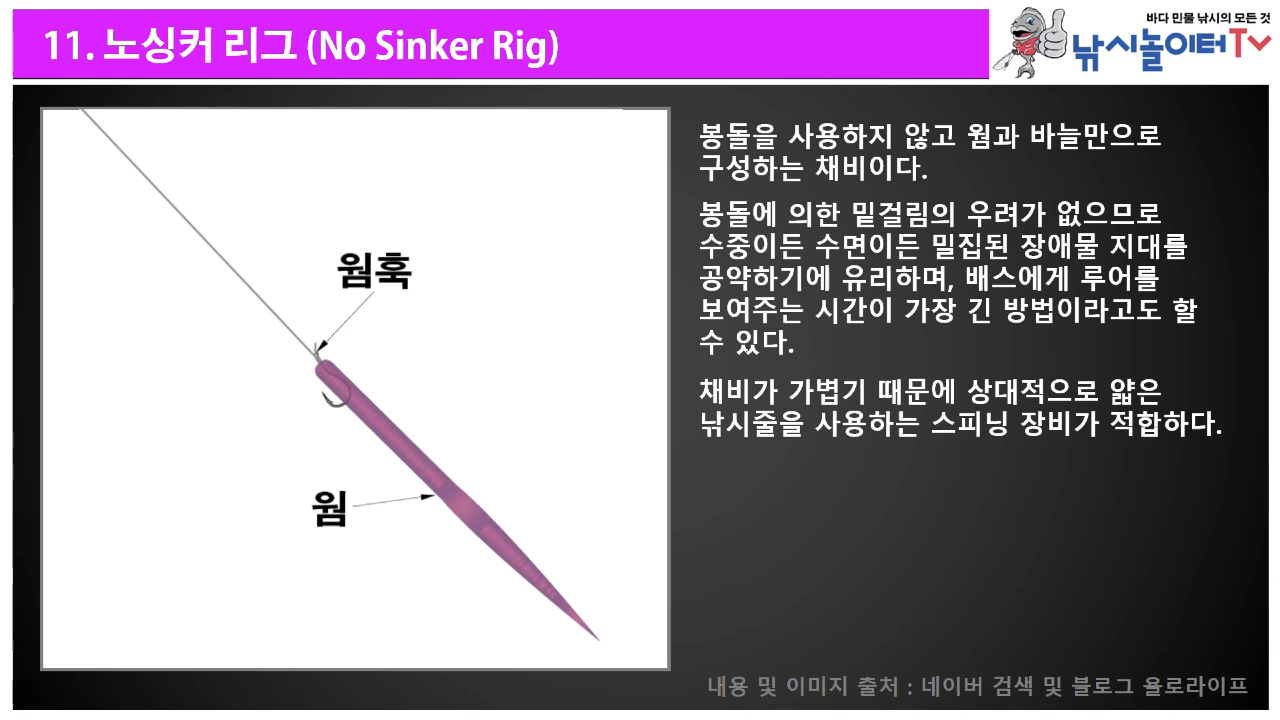 11. 노싱커 리그 (No Sinker Rig)
바다 민물 낚시의 모든 것
낚시놀이터TV
웜훅
웜
봉돌을 사용하지 않고 웜과 바늘만으로
구성하는 채비이다.
봉돌에 의한 밑걸림의 우려가 없으므로
수중이든 수면이든 밀집된 장애물 지대를
공략하기에 유리하며, 배스에게 루어를
보여주는 시간이 가장 긴 방법이라고도 할
수 있다.
채비가 가볍기 때문에 상대적으로 얇은
낚시줄을 사용하는 스피닝 장비가 적합하다.
내용 및 이미지 출처 : 네이버 검색 및 블로그 욜로라이프